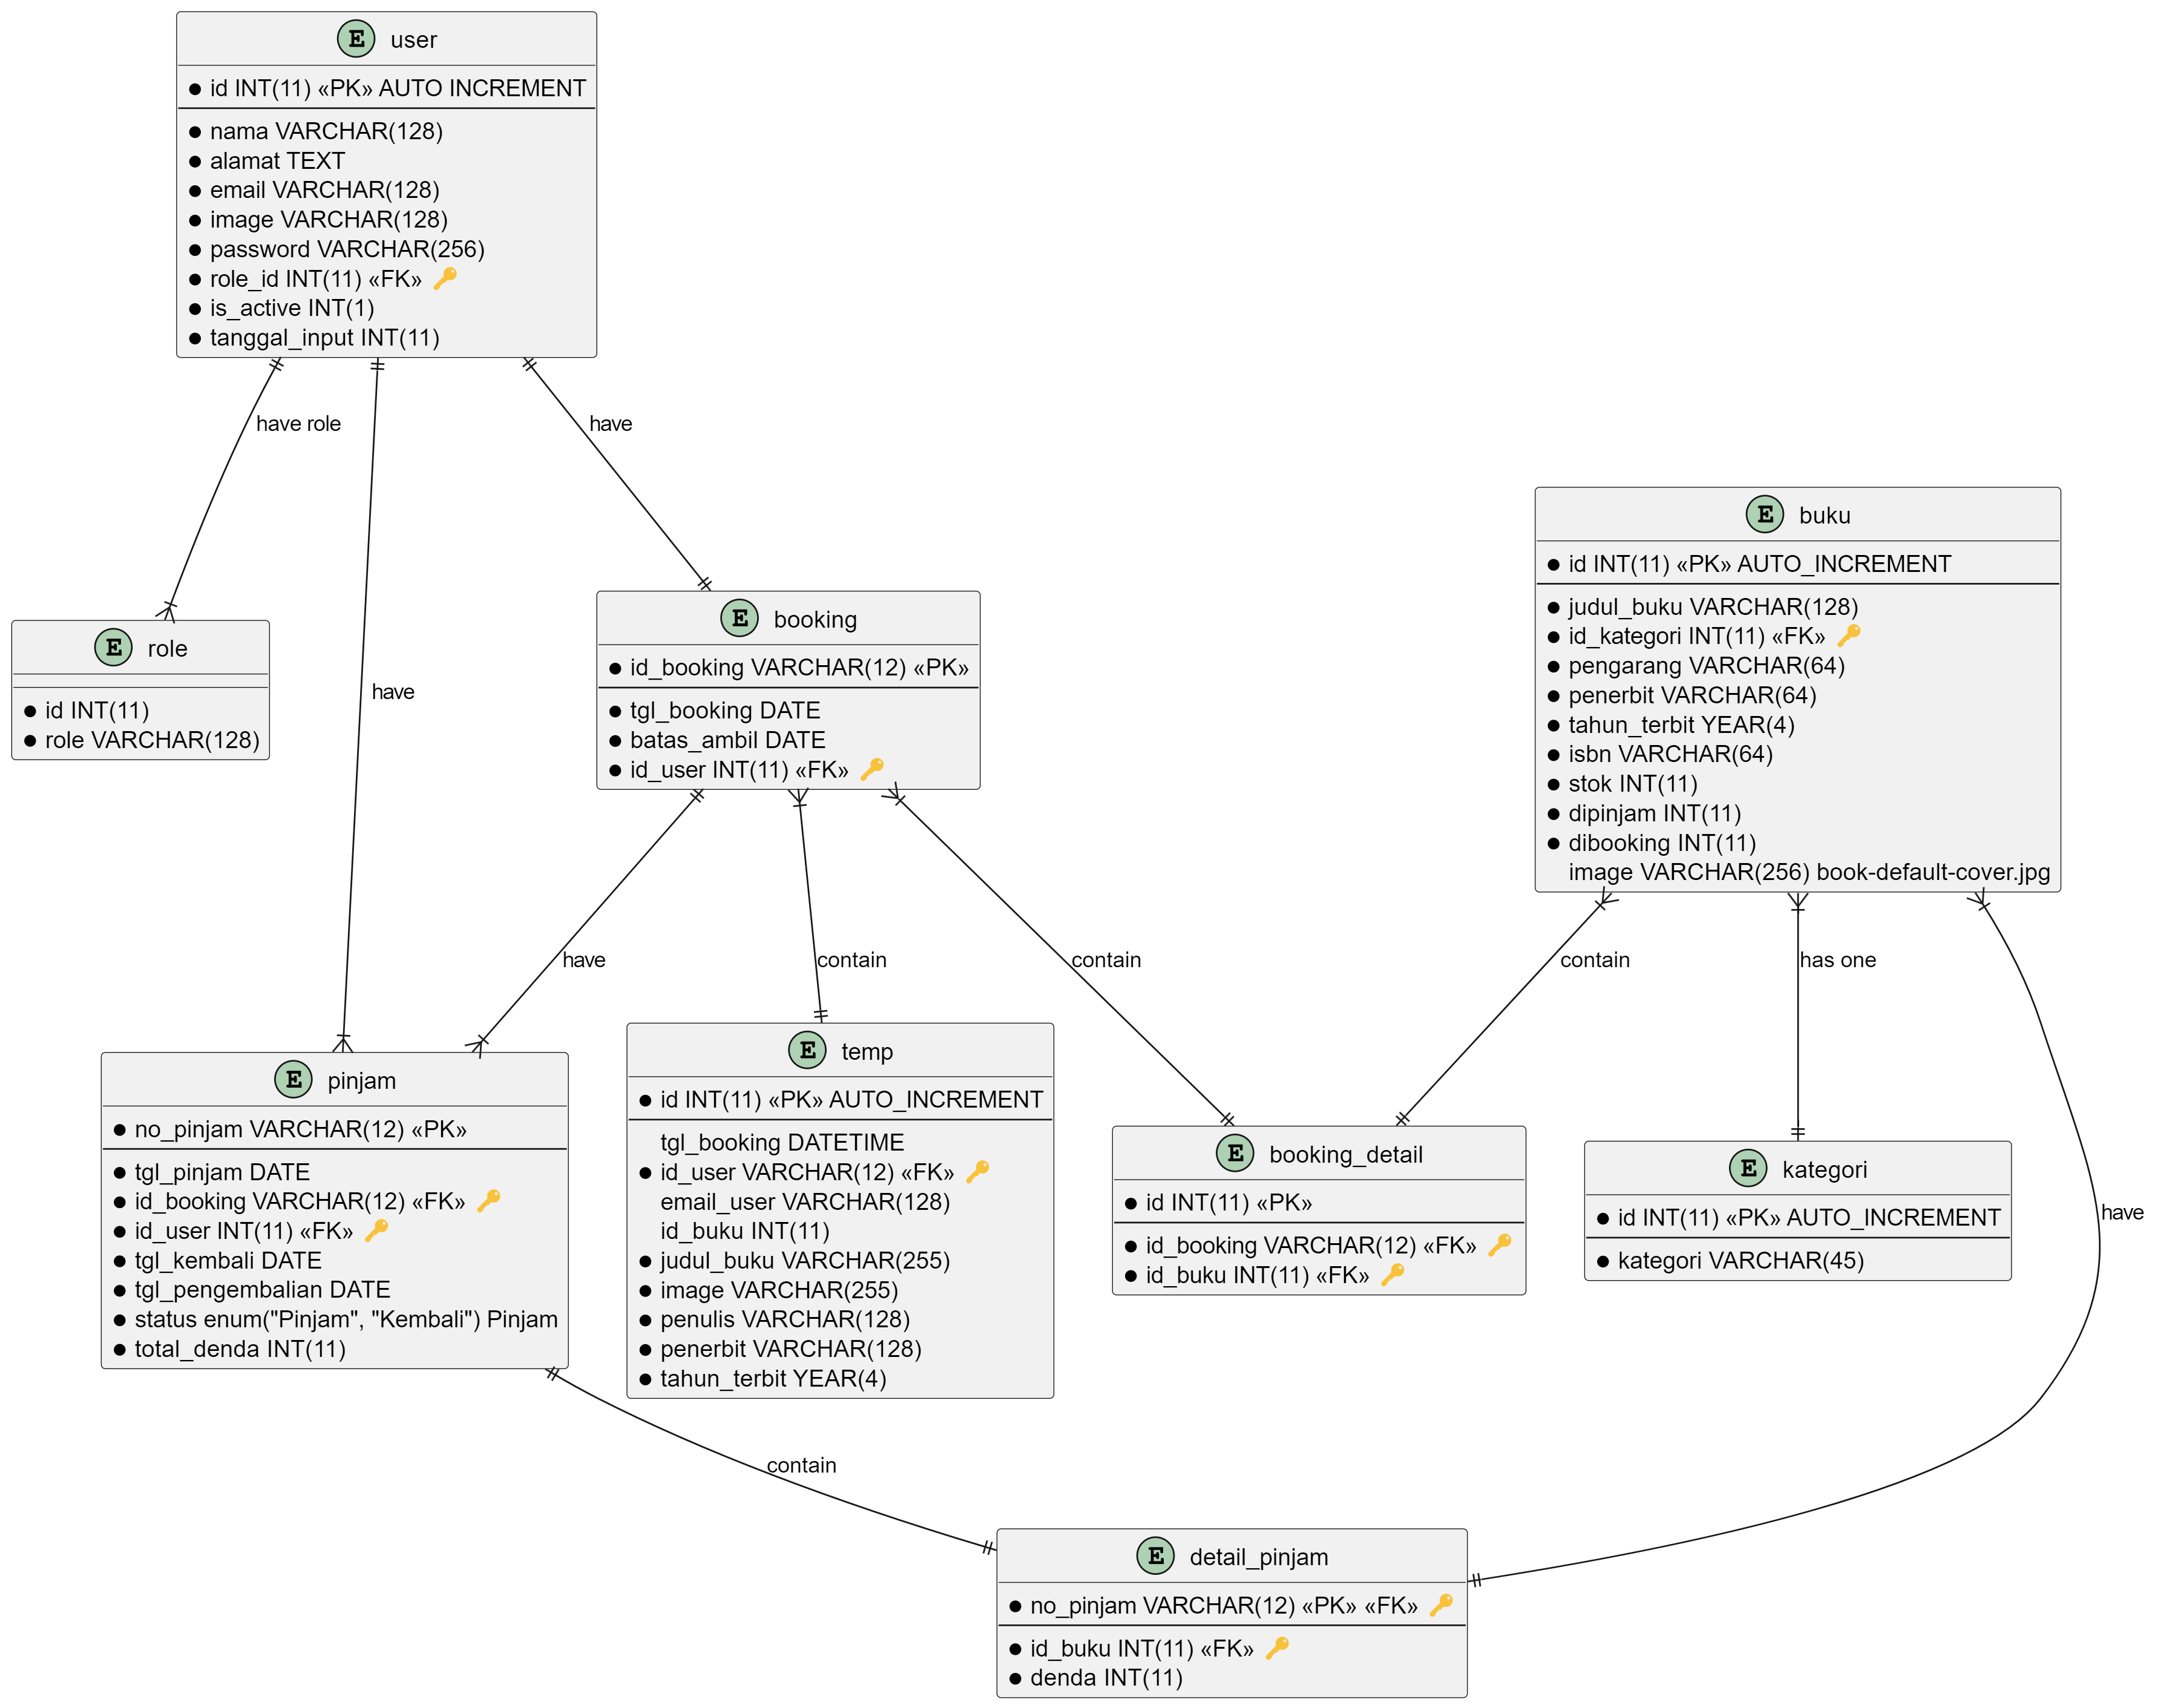 E user
id INT(11) «PK» AUTO INCREMENT
nama VARCHAR(128)
alamat TEXT
email VARCHAR(128)
image VARCHAR(128)
password VARCHAR(256)
role_id INT(11) «FK» 🔑
is_active INT(1)
tanggal_input INT(11)
have role
have
have
E role
id INT(11)
role VARCHAR(128)
E booking
id_booking VARCHAR(12) «PK»
tgl_booking DATE
batas_ambil DATE
id_user INT(11) «FK» 🔑
E buku
id INT(11) «PK» AUTO_INCREMENT
judul_buku VARCHAR(128)
id_kategori INT(11) «FK» 🔑
pengarang VARCHAR(64)
penerbit VARCHAR(64)
tahun_terbit YEAR(4)
isbn VARCHAR(64)
stok INT(11)
dipinjam INT(11)
dibooking INT(11)
image VARCHAR(256) book-default-cover.jpg
have
contain
contain
contain
has one
have
E pinjam
no_pinjam VARCHAR(12) «PK»
tgl_pinjam DATE
id_booking VARCHAR(12) «FK» 🔑
id_user INT(11) «FK» 🔑
tgl_kembali DATE
tgl_pengembalian DATE
status enum("Pinjam", "Kembali") Pinjam
total_denda INT(11)
E temp
id INT(11) «PK» AUTO_INCREMENT
tgl_booking DATETIME
id_user VARCHAR(12) «FK» 🔑
email_user VARCHAR(128)
id_buku INT(11)
judul_buku VARCHAR(255)
image VARCHAR(255)
penulis VARCHAR(128)
penerbit VARCHAR(128)
tahun_terbit YEAR(4)
E booking_detail
id INT(11) «PK»
id_booking VARCHAR(12) «FK» 🔑
id_buku INT(11) «FK» 🔑
E kategori
id INT(11) «PK» AUTO_INCREMENT
kategori VARCHAR(45)
contain
E detail_pinjam
no_pinjam VARCHAR(12) «PK» «FK» 🔑
id_buku INT(11) «FK» 🔑
denda INT(11)